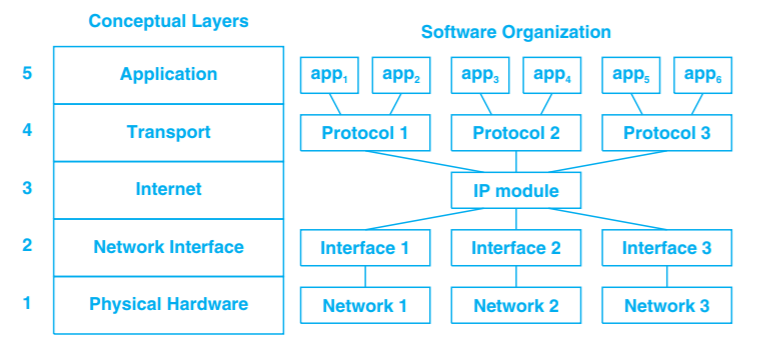 Conceptual Layers
Software Organization
5 Application app₁ app₂ app₃ app₄ app₅ app₆
4 Transport Protocol 1 Protocol 2 Protocol 3
3 Internet IP module
2 Network Interface Interface 1 Interface 2 Interface 3
1 Physical Hardware Network 1 Network 2 Network 3